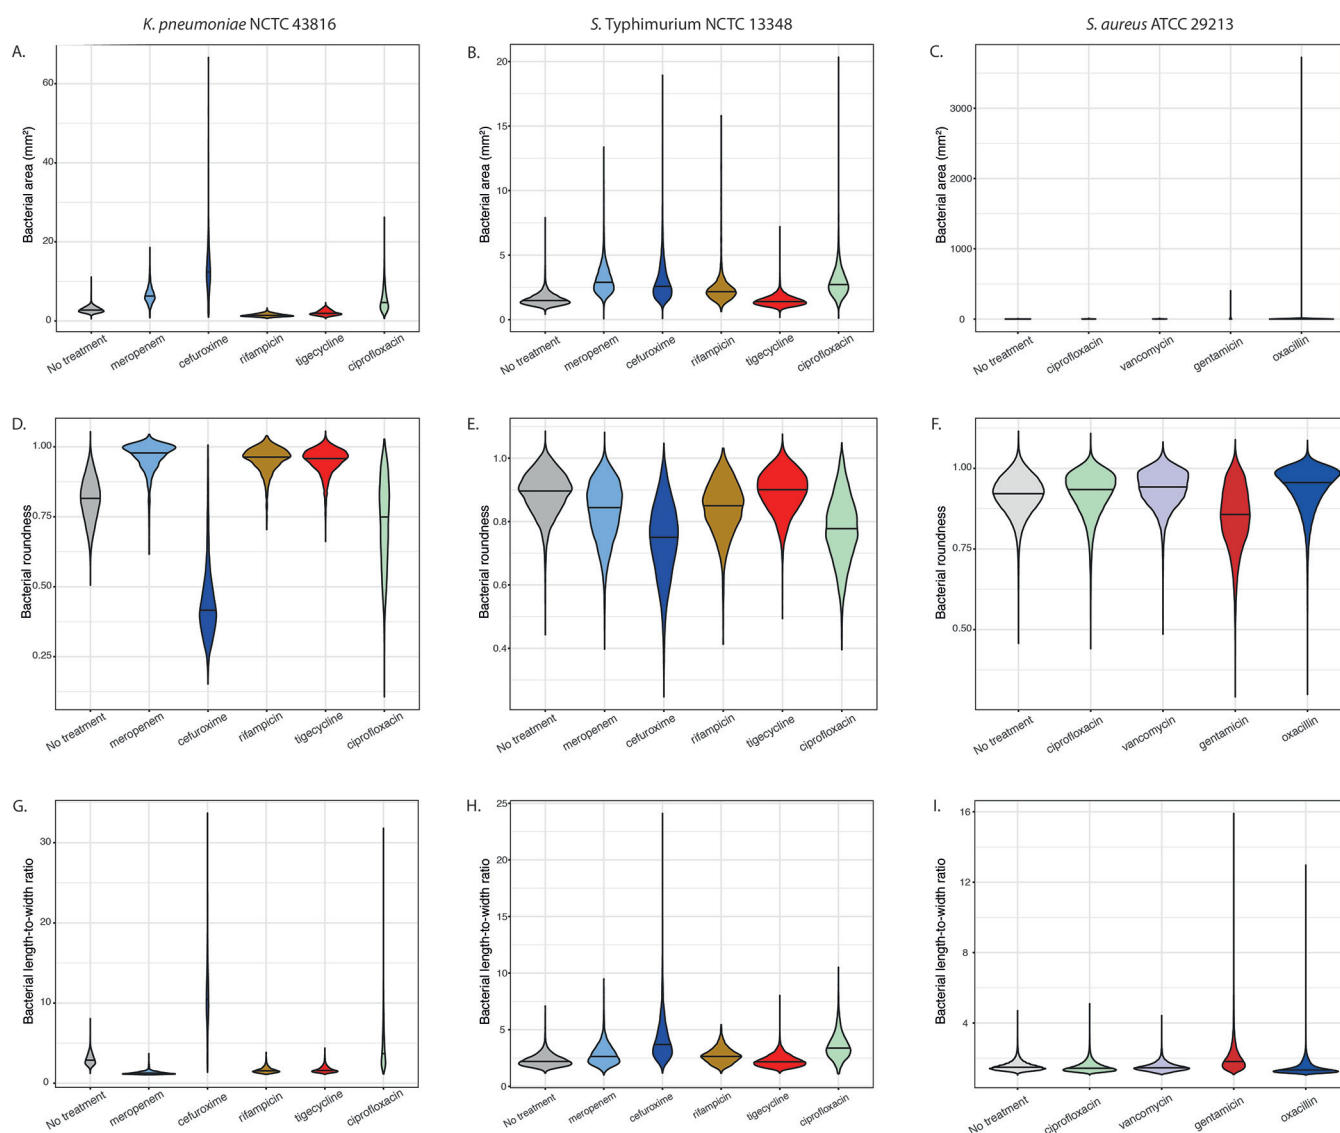 K. pneumoniae NCTC 43816
S. Typhimurium NCTC 13348
S. aureus ATCC 29213
A.
Bacterial area (mm²)
60
40
20
0
No treatment
meropenem
cefuroxime
rifampicin
tigecycline
ciprofloxacin
B.
Bacterial area (mm²)
20
15
10
5
0
No treatment
meropenem
cefuroxime
rifampicin
tigecycline
ciprofloxacin
C.
Bacterial area (mm²)
3000
2000
1000
0
No treatment
ciprofloxacin
vancomycin
gentamicin
oxacillin
D.
Bacterial roundness
1.00
0.75
0.50
0.25
No treatment
meropenem
cefuroxime
rifampicin
tigecycline
ciprofloxacin
E.
Bacterial roundness
1.0
0.8
0.6
0.4
No treatment
meropenem
cefuroxime
rifampicin
tigecycline
ciprofloxacin
F.
Bacterial roundness
1.00
0.75
0.50
No treatment
ciprofloxacin
vancomycin
gentamicin
oxacillin
G.
Bacterial length-to-width ratio
30
20
10
0
No treatment
meropenem
cefuroxime
rifampicin
tigecycline
ciprofloxacin
H.
Bacterial length-to-width ratio
25
20
15
10
5
0
No treatment
meropenem
cefuroxime
rifampicin
tigecycline
ciprofloxacin
I.
Bacterial length-to-width ratio
16
12
8
4
No treatment
ciprofloxacin
vancomycin
gentamicin
oxacillin